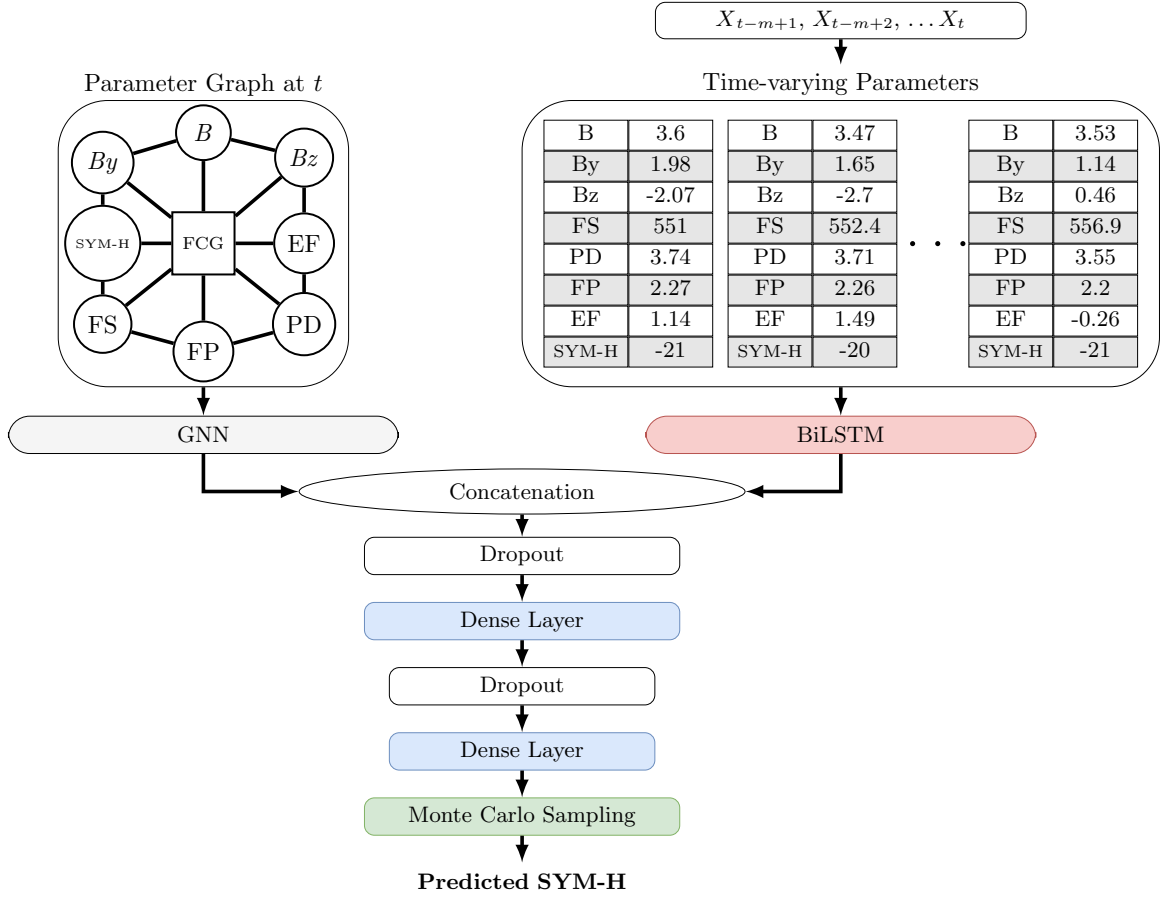 X_{t−m+1}, X_{t−m+2}, …X_t
Parameter Graph at t
Time-varying Parameters
B
By
Bz
SYM-H
FCG
EF
FS
PD
FP
B 3.6
By 1.98
Bz -2.07
FS 551
PD 3.74
FP 2.27
EF 1.14
SYM-H -21
B 3.47
By 1.65
Bz -2.7
FS 552.4
PD 3.71
FP 2.26
EF 1.49
SYM-H -20
. . .
B 3.53
By 1.14
Bz 0.46
FS 556.9
PD 3.55
FP 2.2
EF -0.26
SYM-H -21
GNN
BiLSTM
Concatenation
Dropout
Dense Layer
Dropout
Dense Layer
Monte Carlo Sampling
Predicted SYM-H